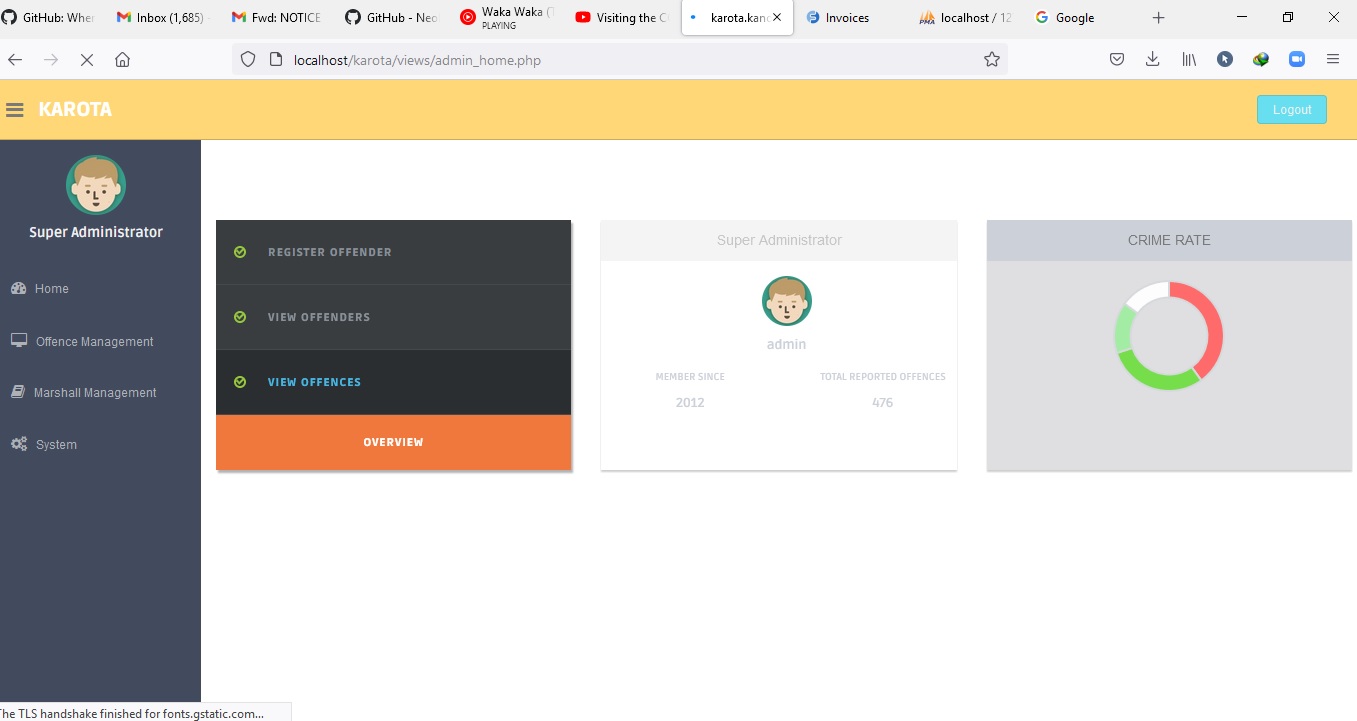 GitHub: Wher
Inbox (1,685)
Fwd: NOTICE
GitHub - Neo
Waka Waka (T
PLAYING
Visiting the C
karota.kano
Invoices
localhost / 12
Google
localhost/karota/views/admin_home.php
KAROTA
Logout
Super Administrator
Home
Offence Management
Marshall Management
System
REGISTER OFFENDER
VIEW OFFENDERS
VIEW OFFENCES
OVERVIEW
Super Administrator
admin
MEMBER SINCE
TOTAL REPORTED OFFENCES
2012
476
CRIME RATE
The TLS handshake finished for fonts.gstatic.com...